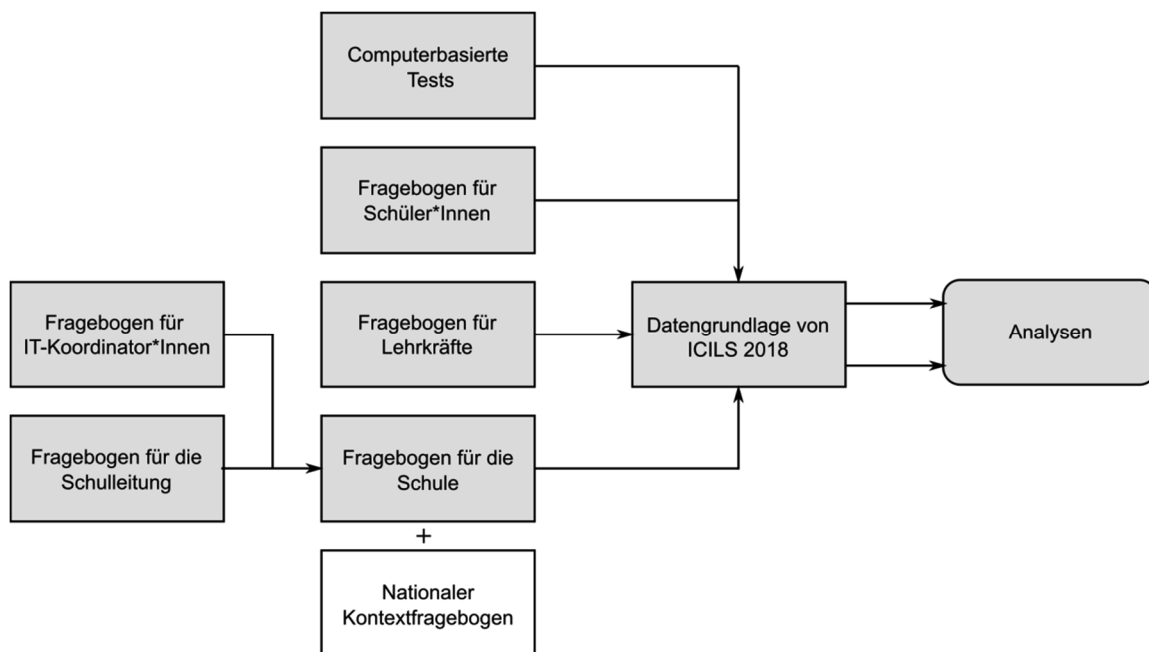 Computerbasierte
Tests
Fragebogen für
Schüler*Innen
Fragebogen für
IT-Koordinator*Innen
Fragebogen für
Lehrkräfte
Datengrundlage von
ICILS 2018
Analysen
Fragebogen für die
Schulleitung
Fragebogen für die
Schule
+
Nationaler
Kontextfragebogen